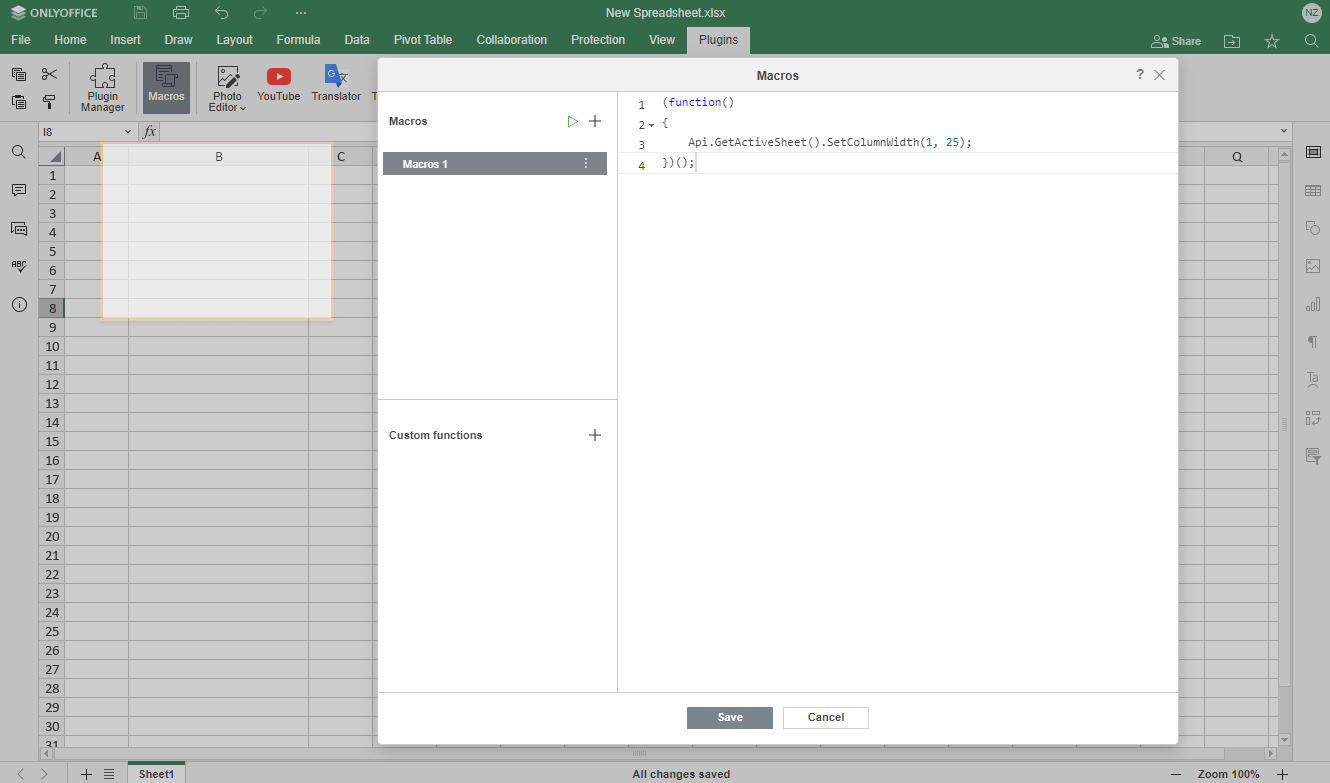 ONLYOFFICE
...
New Spreadsheet.xlsx
NZ
File Home Insert Draw Layout Formula Data Pivot Table Collaboration Protection View Plugins
Share
Plugin Manager
Macros
Photo Editor
YouTube
Translator
T
Macros
?
I8
fx
Macros
Macros 1
1 (function()
2 {
3 Api.GetActiveSheet().SetColumnWidth(1, 25);
4 })();
A B C Q
1
2
3
4
5
6
7
8
9
10
11
12
13
14
15
16
17
18
19
20
21
22
23
24
25
26
27
28
29
30
31
ABC
Ta
Custom functions
Save
Cancel
Sheet1
All changes saved
Zoom 100%